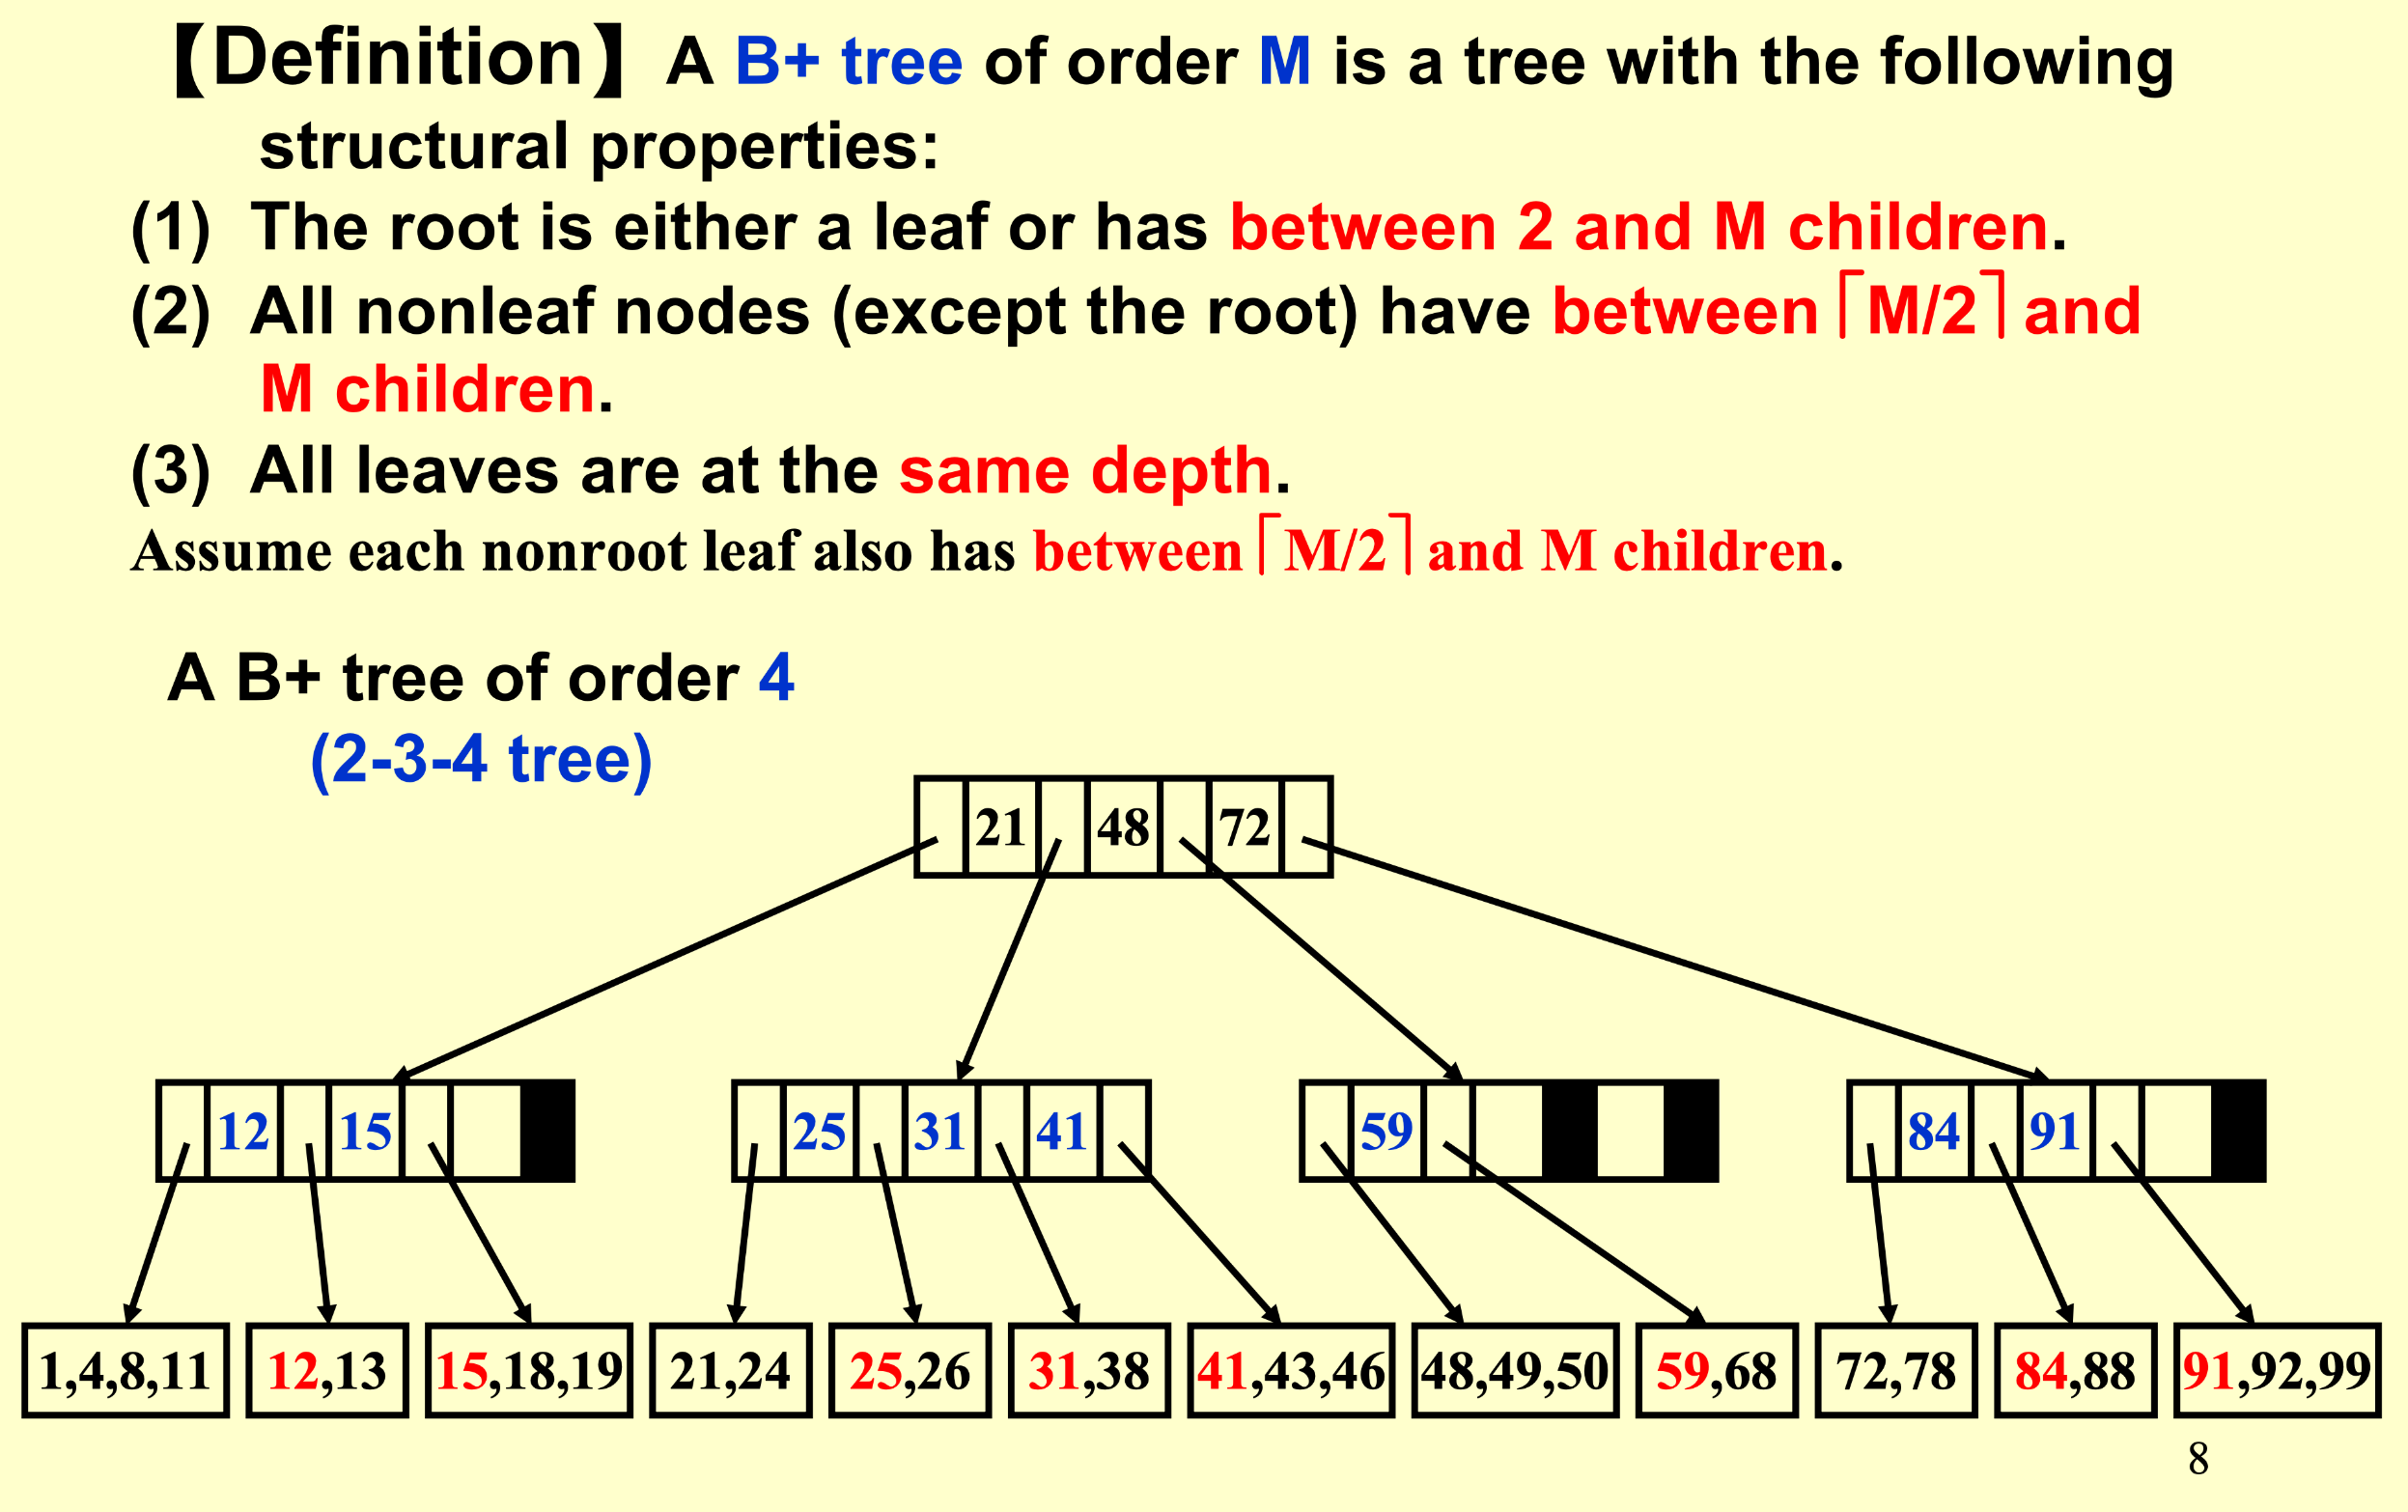 【Definition】 A B+ tree of order M is a tree with the following
structural properties:
(1) The root is either a leaf or has between 2 and M children.
(2) All nonleaf nodes (except the root) have between ⌈M/2⌉ and
M children.
(3) All leaves are at the same depth.
Assume each nonroot leaf also has between ⌈M/2⌉ and M children.
A B+ tree of order 4
(2-3-4 tree)
21 48 72
12 15 25 31 41 59 84 91
1,4,8,11 12,13 15,18,19 21,24 25,26 31,38 41,43,46 48,49,50 59,68 72,78 84,88 91,92,99
8